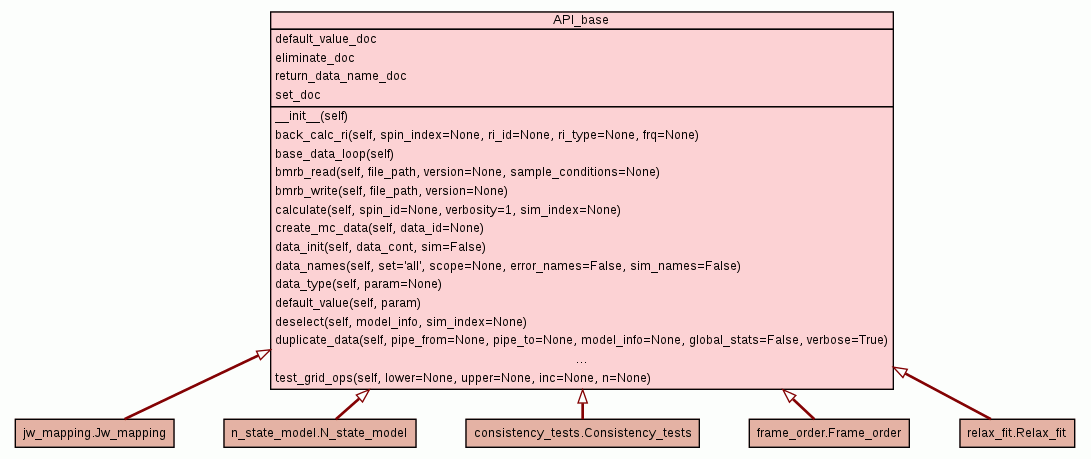 API_base
default_value_doc
eliminate_doc
return_data_name_doc
set_doc
__init__(self)
back_calc_ri(self, spin_index=None, ri_id=None, ri_type=None, frq=None)
base_data_loop(self)
bmrb_read(self, file_path, version=None, sample_conditions=None)
bmrb_write(self, file_path, version=None)
calculate(self, spin_id=None, verbosity=1, sim_index=None)
create_mc_data(self, data_id=None)
data_init(self, data_cont, sim=False)
data_names(self, set='all', scope=None, error_names=False, sim_names=False)
data_type(self, param=None)
default_value(self, param)
deselect(self, model_info, sim_index=None)
duplicate_data(self, pipe_from=None, pipe_to=None, model_info=None, global_stats=False, verbose=True)
...
test_grid_ops(self, lower=None, upper=None, inc=None, n=None)
jw_mapping.Jw_mapping
n_state_model.N_state_model
consistency_tests.Consistency_tests
frame_order.Frame_order
relax_fit.Relax_fit